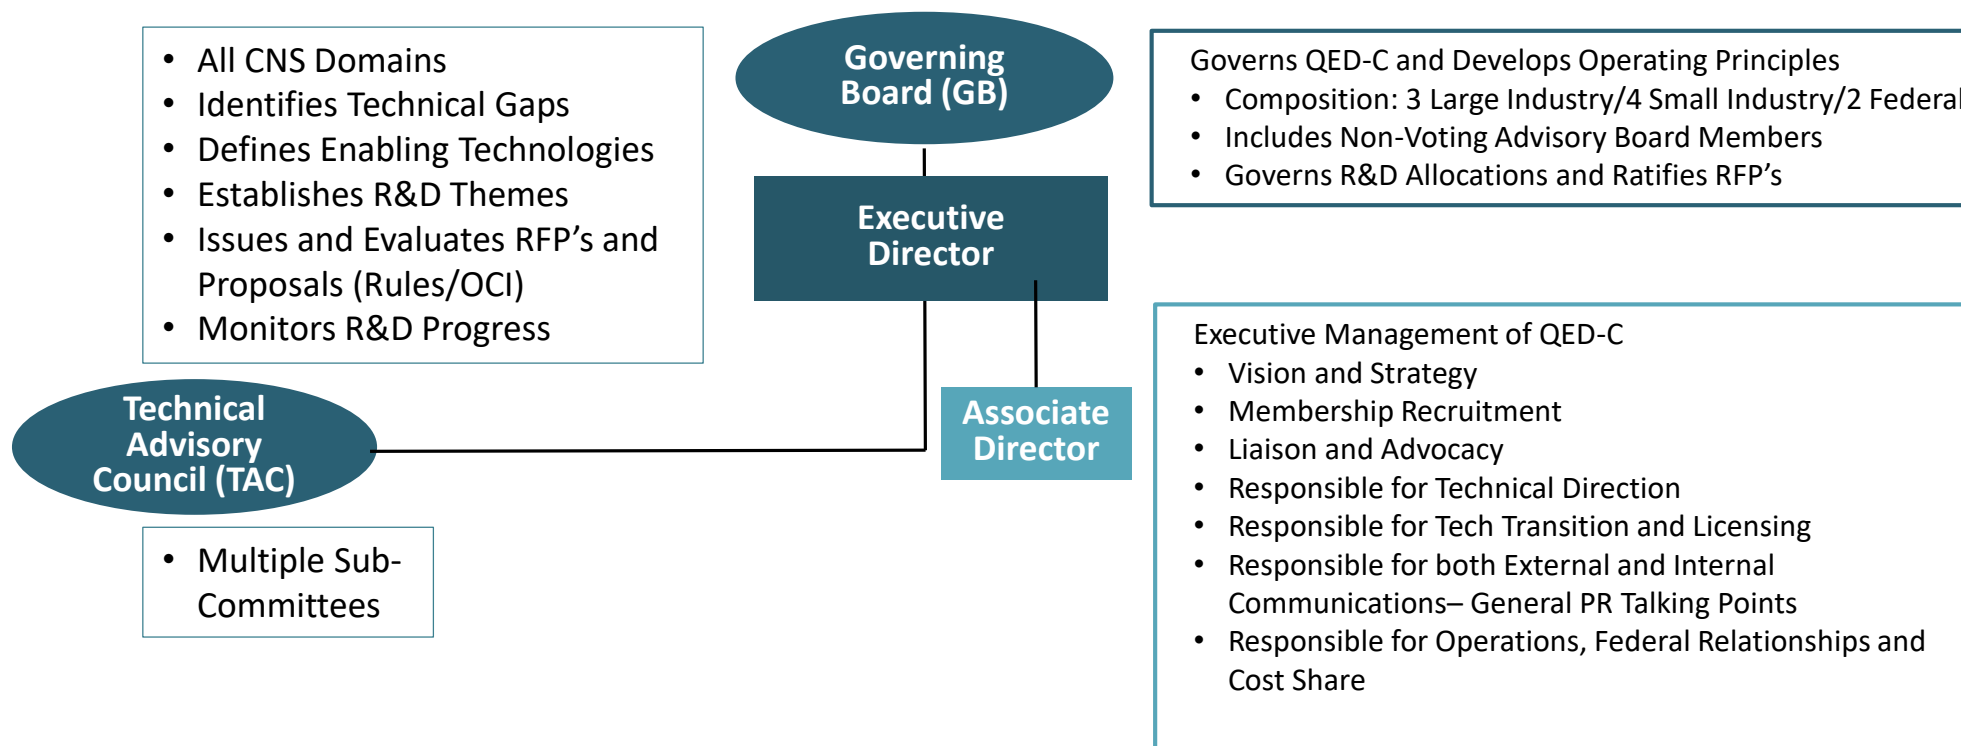 • All CNS Domains
• Identifies Technical Gaps
• Defines Enabling Technologies
• Establishes R&D Themes
• Issues and Evaluates RFP’s and
Proposals (Rules/OCI)
• Monitors R&D Progress
Governing
Board (GB)
Governs QED-C and Develops Operating Principles
• Composition: 3 Large Industry/4 Small Industry/2 Federal
• Includes Non-Voting Advisory Board Members
• Governs R&D Allocations and Ratifies RFP’s
Executive
Director
Technical
Advisory
Council (TAC)
Associate
Director
• Multiple Sub-
Committees
Executive Management of QED-C
• Vision and Strategy
• Membership Recruitment
• Liaison and Advocacy
• Responsible for Technical Direction
• Responsible for Tech Transition and Licensing
• Responsible for both External and Internal
Communications– General PR Talking Points
• Responsible for Operations, Federal Relationships and
Cost Share